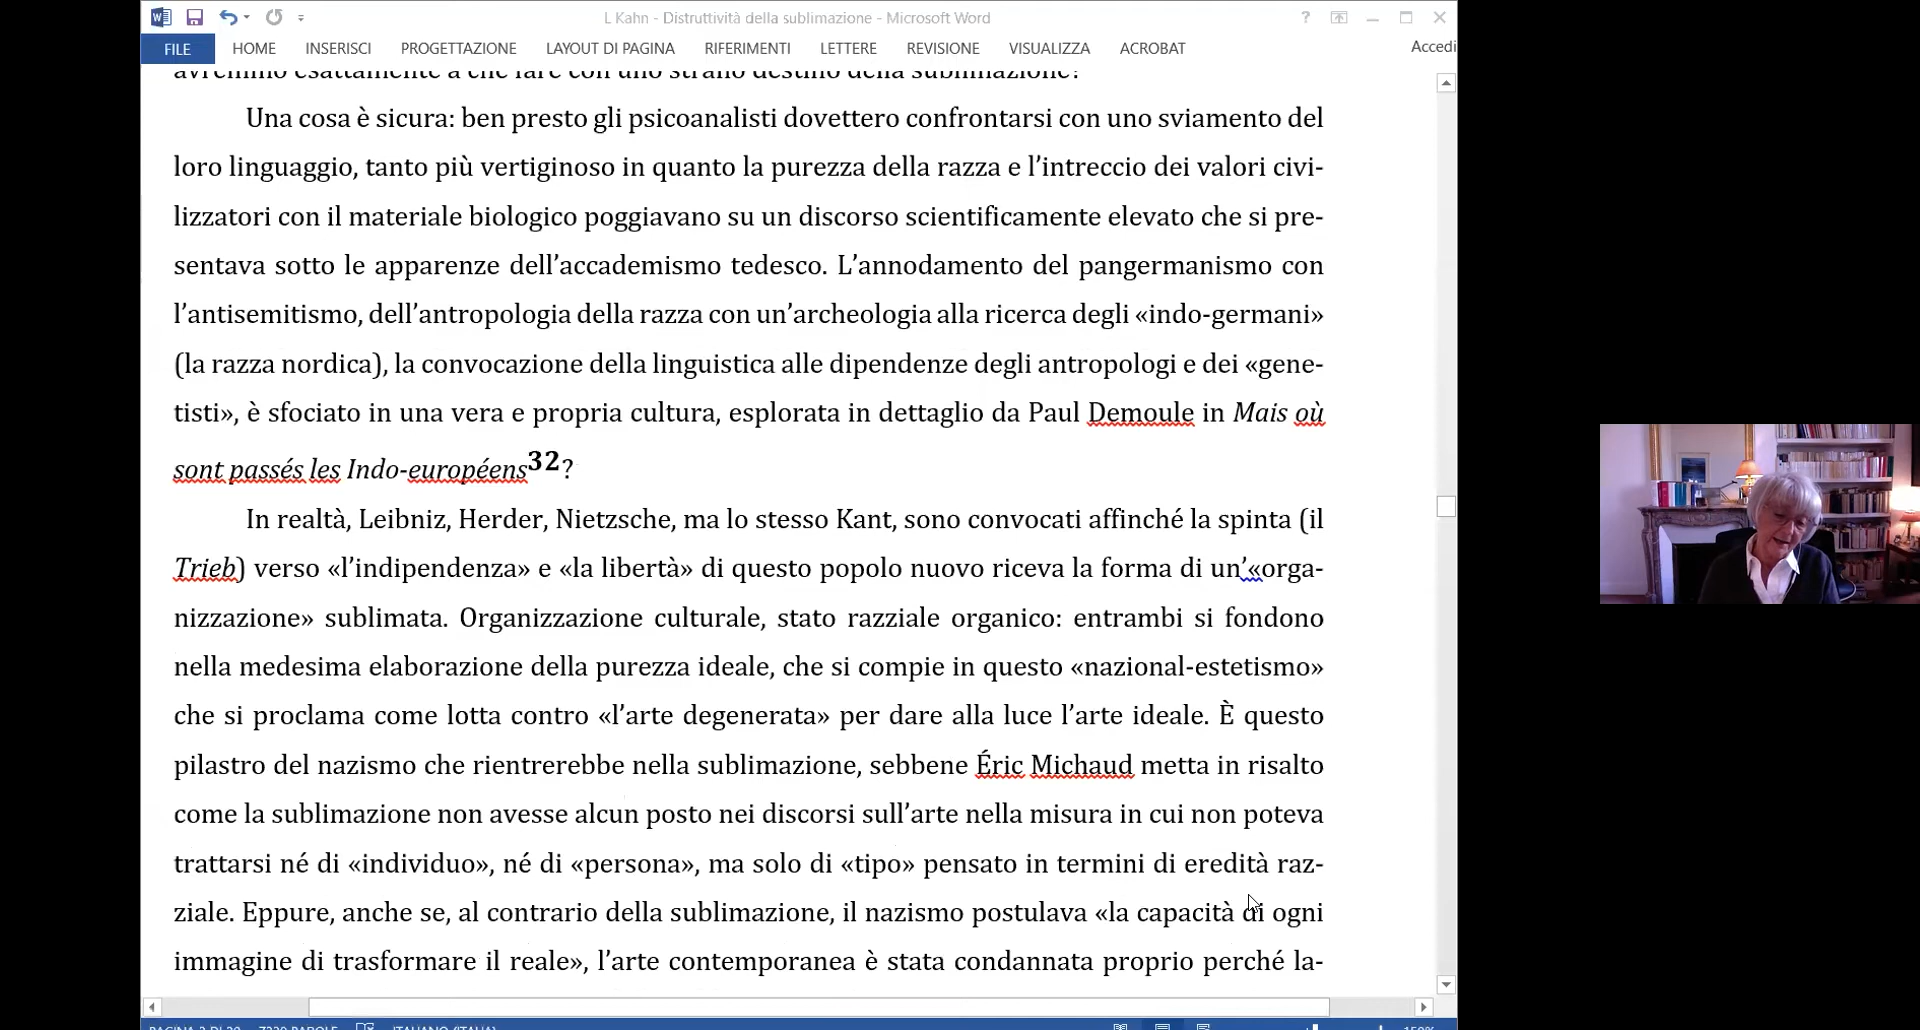 L Kahn - Distruttività della sublimazione - Microsoft Word
FILE HOME INSERISCI PROGETTAZIONE LAYOUT DI PAGINA RIFERIMENTI LETTERE REVISIONE VISUALIZZA ACROBAT Accedi
avremmo esattamente a che fare con uno strano destino della sublimazione?
Una cosa è sicura: ben presto gli psicoanalisti dovettero confrontarsi con uno sviamento del
loro linguaggio, tanto più vertiginoso in quanto la purezza della razza e l’intreccio dei valori civi-
lizzatori con il materiale biologico poggiavano su un discorso scientificamente elevato che si pre-
sentava sotto le apparenze dell’accademismo tedesco. L’annodamento del pangermanismo con
l’antisemitismo, dell’antropologia della razza con un’archeologia alla ricerca degli «indo-germani»
(la razza nordica), la convocazione della linguistica alle dipendenze degli antropologi e dei «gene-
tisti», è sfociato in una vera e propria cultura, esplorata in dettaglio da Paul Demoule in Mais où
sont passés les Indo-européens32?
In realtà, Leibniz, Herder, Nietzsche, ma lo stesso Kant, sono convocati affinché la spinta (il
Trieb) verso «l’indipendenza» e «la libertà» di questo popolo nuovo riceva la forma di un’«orga-
nizzazione» sublimata. Organizzazione culturale, stato razziale organico: entrambi si fondono
nella medesima elaborazione della purezza ideale, che si compie in questo «nazional-estetismo»
che si proclama come lotta contro «l’arte degenerata» per dare alla luce l’arte ideale. È questo
pilastro del nazismo che rientrerebbe nella sublimazione, sebbene Éric Michaud metta in risalto
come la sublimazione non avesse alcun posto nei discorsi sull’arte nella misura in cui non poteva
trattarsi né di «individuo», né di «persona», ma solo di «tipo» pensato in termini di eredità raz-
ziale. Eppure, anche se, al contrario della sublimazione, il nazismo postulava «la capacità di ogni
immagine di trasformare il reale», l’arte contemporanea è stata condannata proprio perché la-
ITALIANO (ITALIA) 150%